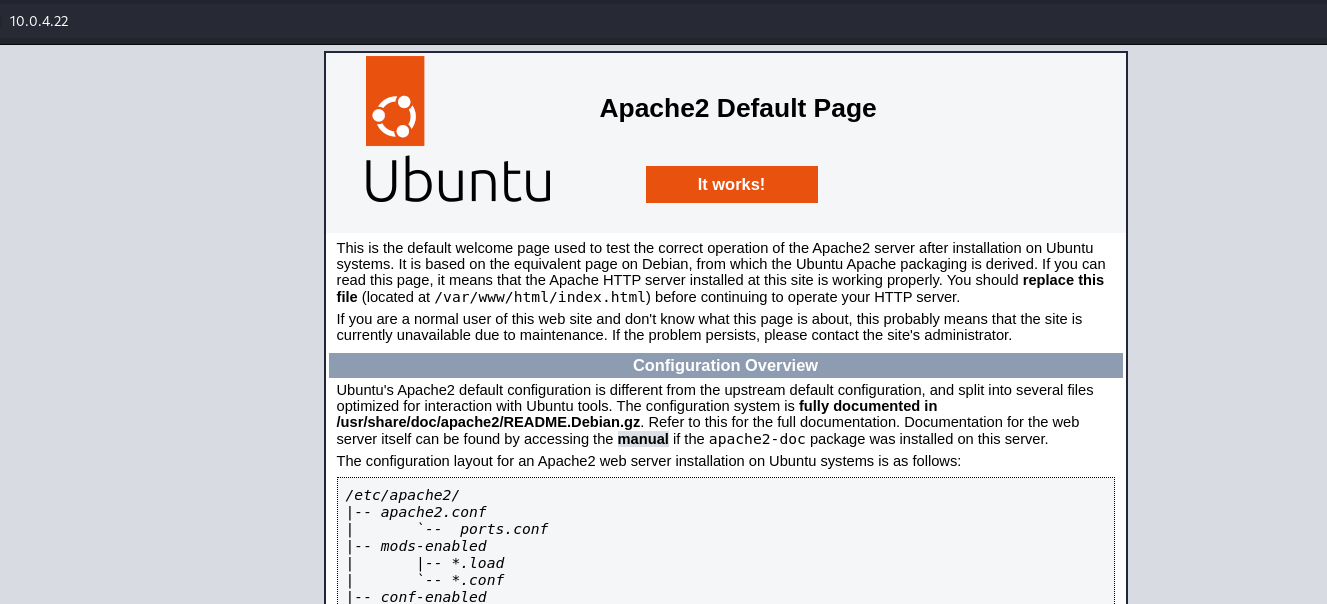 10.0.4.22
Apache2 Default Page
Ubuntu
It works!
This is the default welcome page used to test the correct operation of the Apache2 server after installation on Ubuntu
systems. It is based on the equivalent page on Debian, from which the Ubuntu Apache packaging is derived. If you can
read this page, it means that the Apache HTTP server installed at this site is working properly. You should replace this
file (located at /var/www/html/index.html) before continuing to operate your HTTP server.
If you are a normal user of this web site and don't know what this page is about, this probably means that the site is
currently unavailable due to maintenance. If the problem persists, please contact the site's administrator.
Configuration Overview
Ubuntu's Apache2 default configuration is different from the upstream default configuration, and split into several files
optimized for interaction with Ubuntu tools. The configuration system is fully documented in
/usr/share/doc/apache2/README.Debian.gz. Refer to this for the full documentation. Documentation for the web
server itself can be found by accessing the manual if the apache2-doc package was installed on this server.
The configuration layout for an Apache2 web server installation on Ubuntu systems is as follows:
/etc/apache2/
|-- apache2.conf
|       `--  ports.conf
|-- mods-enabled
|       |-- *.load
|       `-- *.conf
|-- conf-enabled